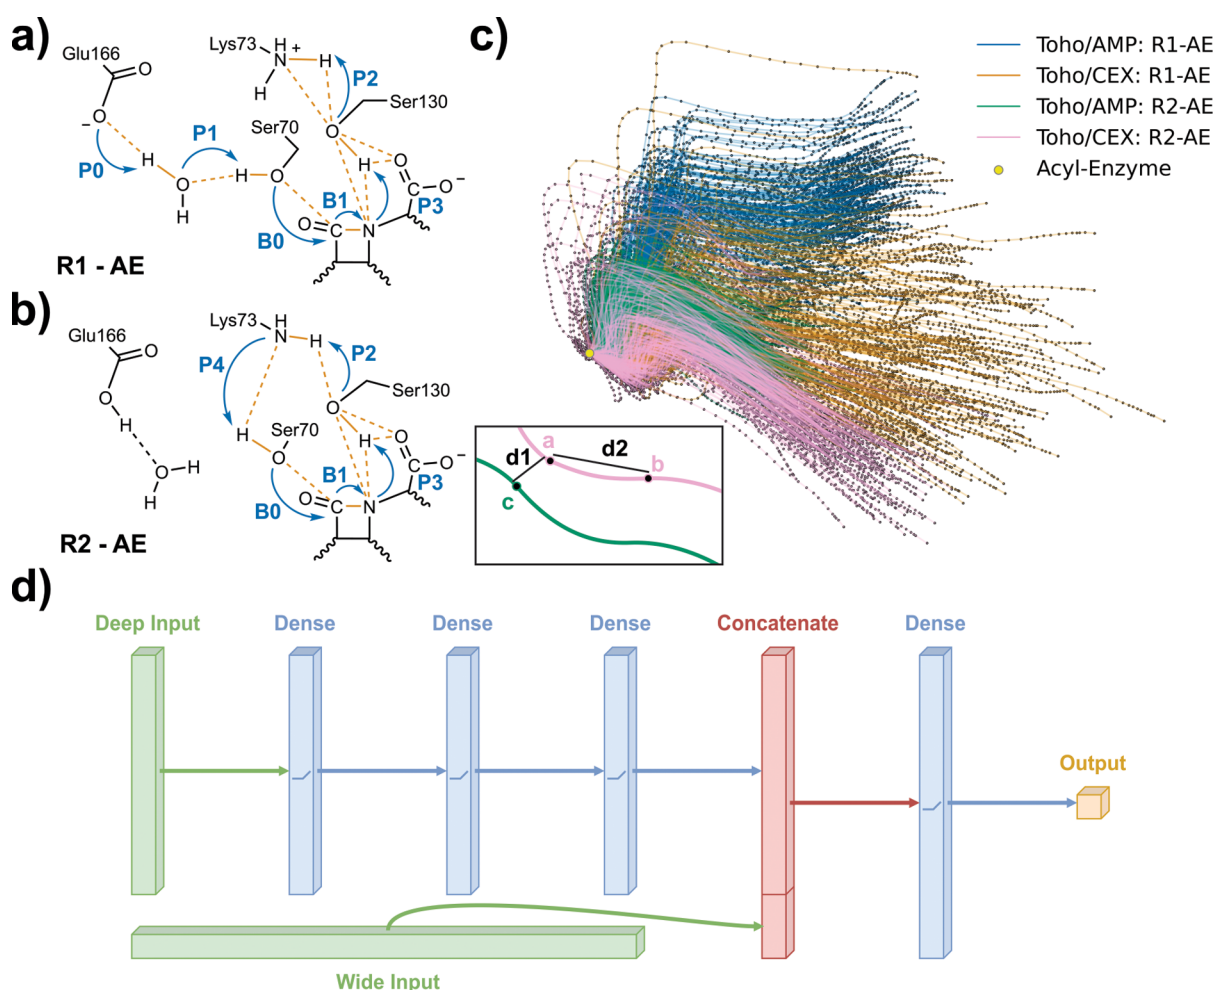 a)
Glu166
O
O
−
P0
H
P1
O
H
H
O
Ser70
Lys73
H
+
N
H
H
P2
Ser130
O
H
O
O
−
P3
B1
O
C
N
B0
R1 - AE
b)
Glu166
O
O
H
O
H
H
R2 - AE
Lys73
H
N
H
P4
P2
Ser130
O
H
Ser70
O
H
O
O
−
P3
B1
O
C
N
B0
c)
Toho/AMP: R1-AE
Toho/CEX: R1-AE
Toho/AMP: R2-AE
Toho/CEX: R2-AE
Acyl-Enzyme
a
d1
d2
b
c
d)
Deep Input
Dense
Dense
Dense
Concatenate
Dense
Output
Wide Input